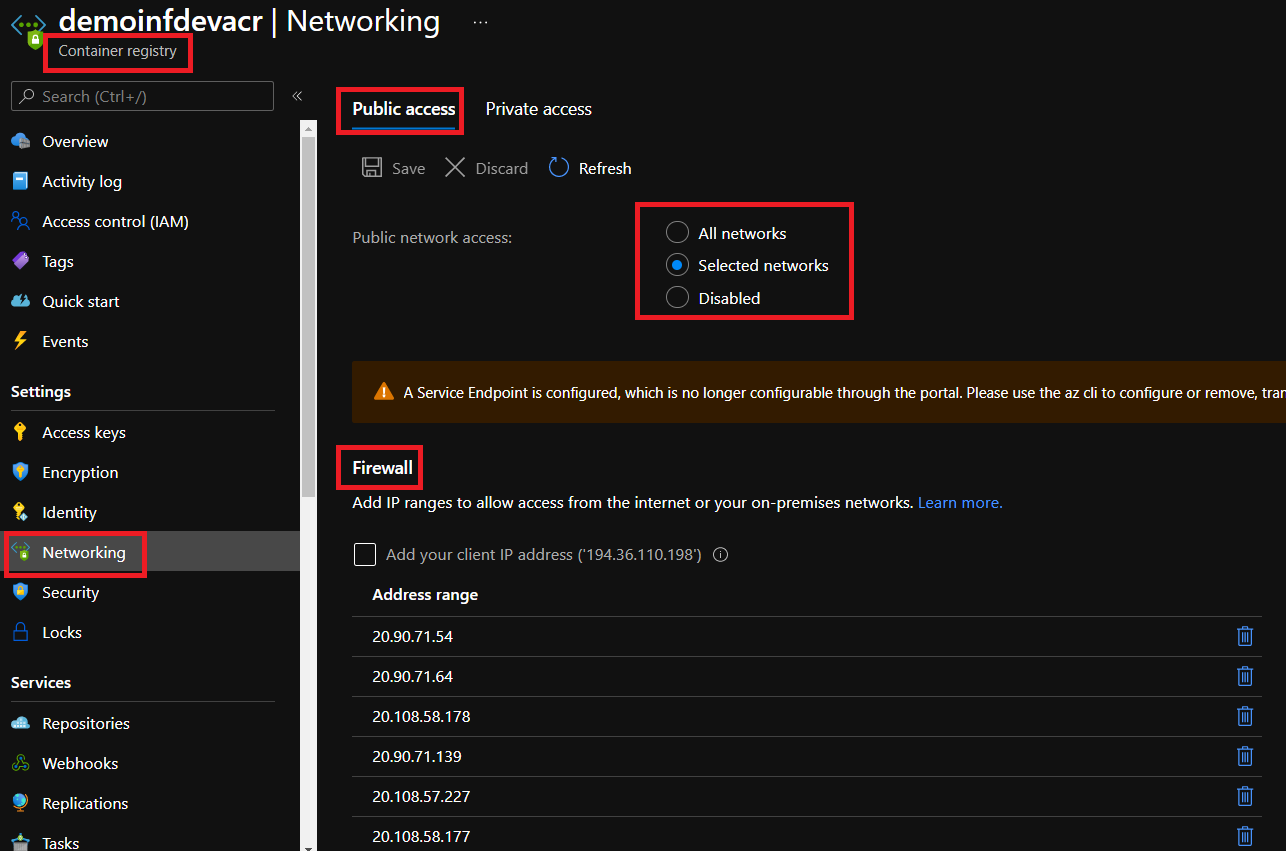 demoinfdevacr | Networking ...
Container registry
Search (Ctrl+/) «
Overview
Activity log
Access control (IAM)
Tags
Quick start
Events
Settings
Access keys
Encryption
Identity
Networking
Security
Locks
Services
Repositories
Webhooks
Replications
Tasks
Public access Private access
Save Discard Refresh
Public network access:
All networks
Selected networks
Disabled
A Service Endpoint is configured, which is no longer configurable through the portal. Please use the az cli to configure or remove, tran
Firewall
Add IP ranges to allow access from the internet or your on-premises networks. Learn more.
Add your client IP address ('194.36.110.198')
Address range
20.90.71.54
20.90.71.64
20.108.58.178
20.90.71.139
20.108.57.227
20.108.58.177